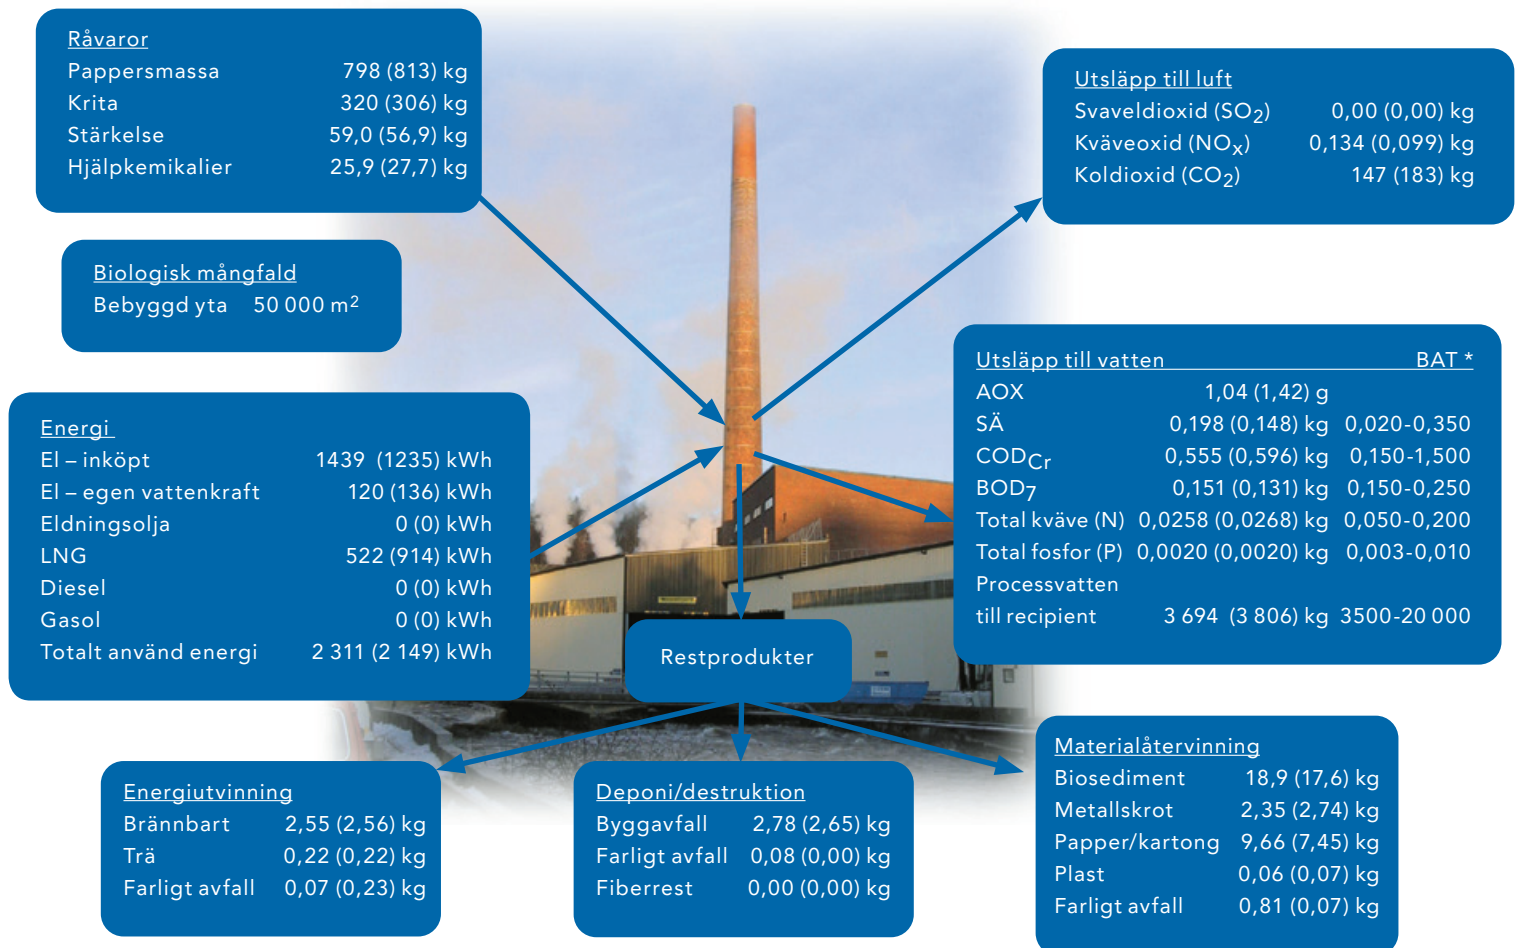 Råvaror
Pappersmassa 798 (813) kg
Krita 320 (306) kg
Stärkelse 59,0 (56,9) kg
Hjälpkemikalier 25,9 (27,7) kg
Biologisk mångfald
Bebyggd yta 50 000 m²
Energi
El – inköpt 1439 (1235) kWh
El – egen vattenkraft 120 (136) kWh
Eldningsolja 0 (0) kWh
LNG 522 (914) kWh
Diesel 0 (0) kWh
Gasol 0 (0) kWh
Totalt använd energi 2 311 (2 149) kWh
Utsläpp till luft
Svaveldioxid (SO₂) 0,00 (0,00) kg
Kväveoxid (NOₓ) 0,134 (0,099) kg
Koldioxid (CO₂) 147 (183) kg
Utsläpp till vatten BAT *
AOX 1,04 (1,42) g
SÄ 0,198 (0,148) kg 0,020-0,350
CODCr 0,555 (0,596) kg 0,150-1,500
BOD₇ 0,151 (0,131) kg 0,150-0,250
Total kväve (N) 0,0258 (0,0268) kg 0,050-0,200
Total fosfor (P) 0,0020 (0,0020) kg 0,003-0,010
Processvatten
till recipient 3 694 (3 806) kg 3500-20 000
Restprodukter
Energiutvinning
Brännbart 2,55 (2,56) kg
Trä 0,22 (0,22) kg
Farligt avfall 0,07 (0,23) kg
Deponi/destruktion
Byggavfall 2,78 (2,65) kg
Farligt avfall 0,08 (0,00) kg
Fiberrest 0,00 (0,00) kg
Materialåtervinning
Biosediment 18,9 (17,6) kg
Metallskrot 2,35 (2,74) kg
Papper/kartong 9,66 (7,45) kg
Plast 0,06 (0,07) kg
Farligt avfall 0,81 (0,07) kg